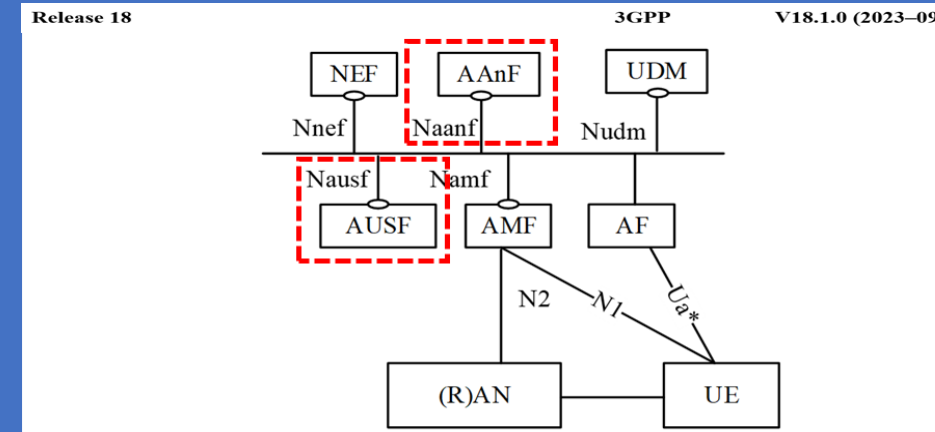 Release 18 3GPP V18.1.0 (2023–09
NEF AAnF UDM
Nnef Naanf Nudm
Nausf Namf
AUSF AMF AF
N2 N1 Ua*
(R)AN UE